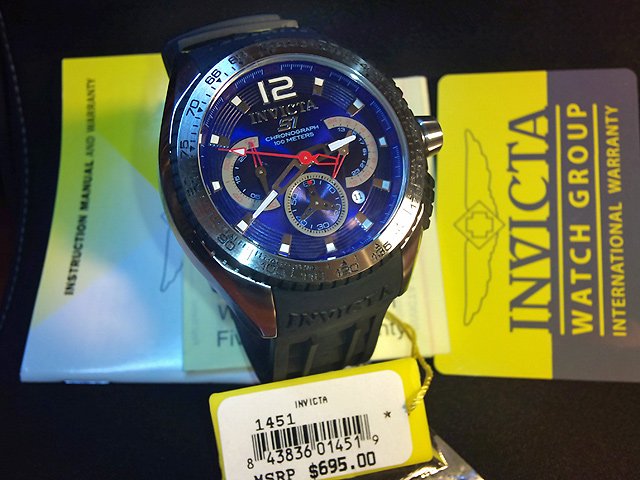 INSTRUCTION MANUAL AND WARRANTY
12
INVICTA
S1
CHRONOGRAPH
100 METERS
INVICTA
INVICTA
WATCH GROUP
INTERNATIONAL WARRANTY
INVICTA
1451 *
8 43836 01451 9
MSRP $695.00